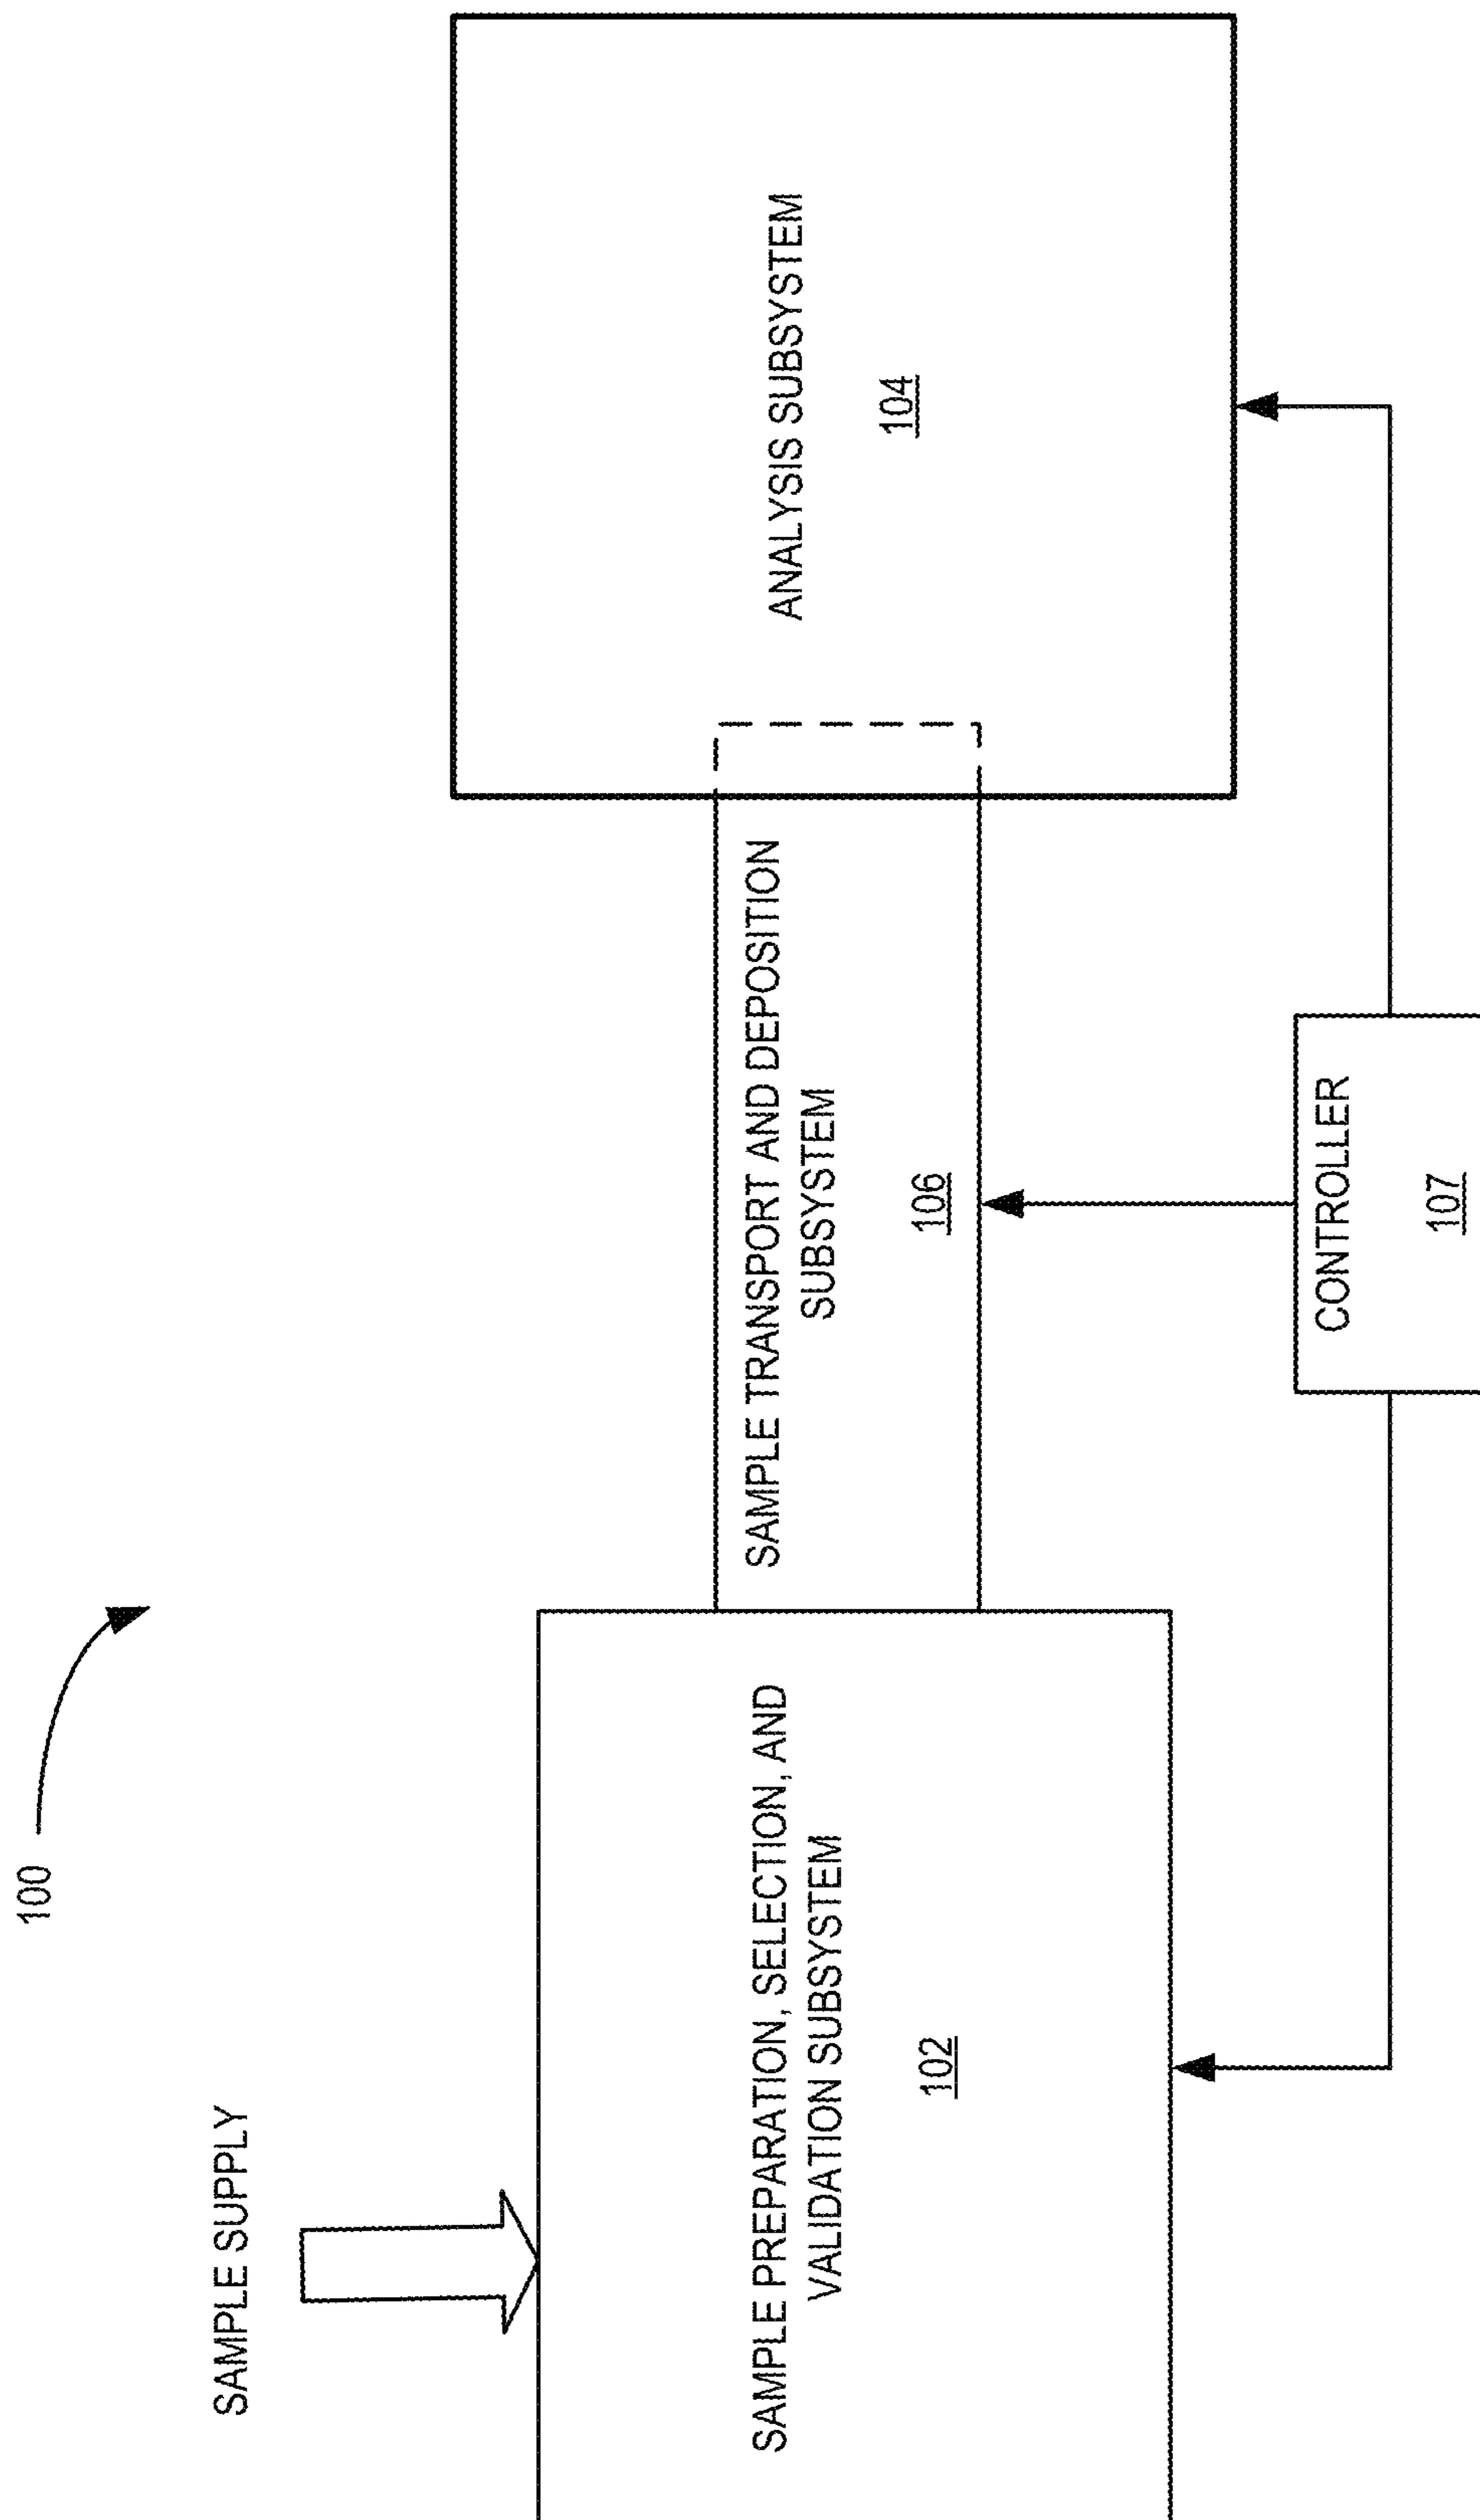 100
SAMPLE SUPPLY
SAMPLE PREPARATION, SELECTION, AND
VALIDATION SUBSYSTEM
102
SAMPLE TRANSPORT AND DEPOSITION
SUBSYSTEM
106
ANALYSIS SUBSYSTEM
104
CONTROLLER
107